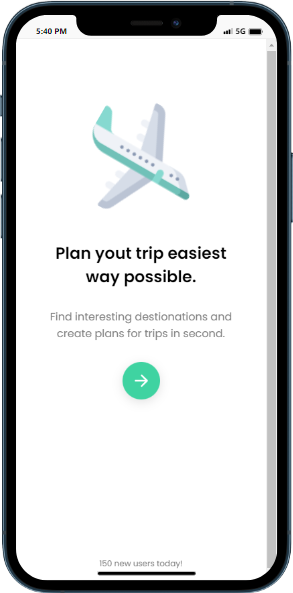 5:40 PM 5G
Plan yout trip easiest
way possible.
Find interesting destionations and
create plans for trips in second.
150 new users today!